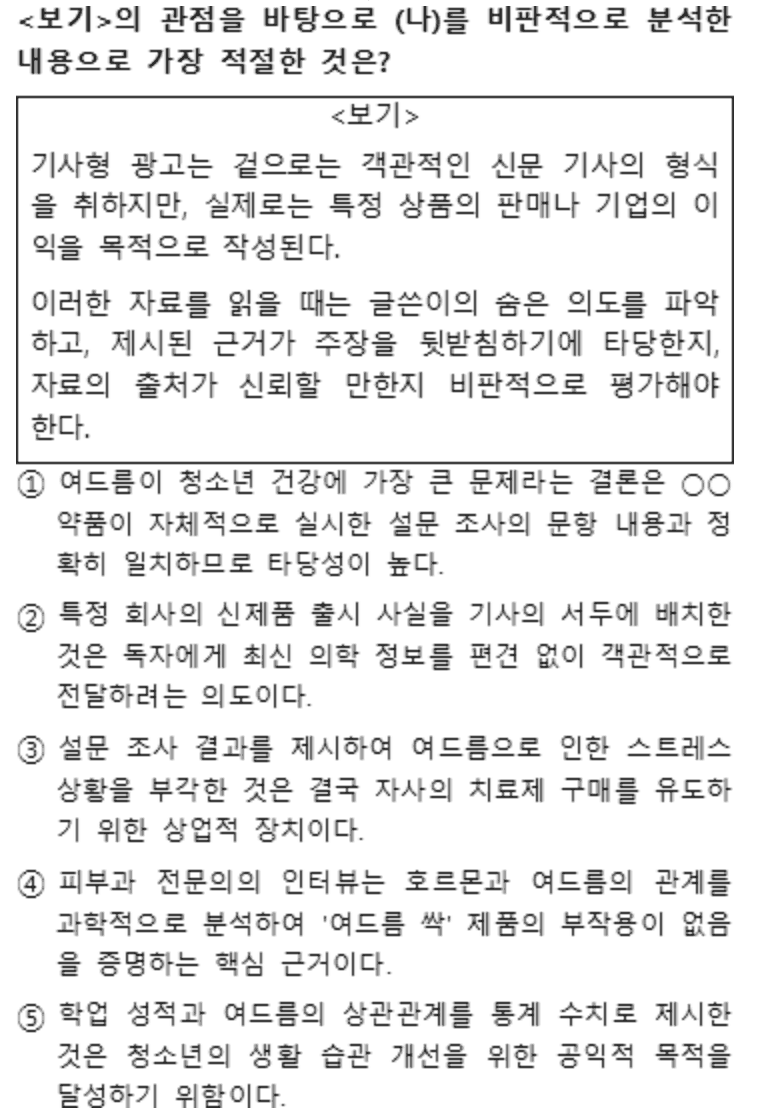 <보기>의 관점을 바탕으로 (나)를 비판적으로 분석한
내용으로 가장 적절한 것은?
<보기>
기사형 광고는 겉으로는 객관적인 신문 기사의 형식
을 취하지만, 실제로는 특정 상품의 판매나 기업의 이
익을 목적으로 작성된다.
이러한 자료를 읽을 때는 글쓴이의 숨은 의도를 파악
하고, 제시된 근거가 주장을 뒷받침하기에 타당한지,
자료의 출처가 신뢰할 만한지 비판적으로 평가해야
한다.
① 여드름이 청소년 건강에 가장 큰 문제라는 결론은 ○○
약품이 자체적으로 실시한 설문 조사의 문항 내용과 정
확히 일치하므로 타당성이 높다.
② 특정 회사의 신제품 출시 사실을 기사의 서두에 배치한
것은 독자에게 최신 의학 정보를 편견 없이 객관적으로
전달하려는 의도이다.
③ 설문 조사 결과를 제시하여 여드름으로 인한 스트레스
상황을 부각한 것은 결국 자사의 치료제 구매를 유도하
기 위한 상업적 장치이다.
④ 피부과 전문의의 인터뷰는 호르몬과 여드름의 관계를
과학적으로 분석하여 '여드름 싹' 제품의 부작용이 없음
을 증명하는 핵심 근거이다.
⑤ 학업 성적과 여드름의 상관관계를 통계 수치로 제시한
것은 청소년의 생활 습관 개선을 위한 공익적 목적을
달성하기 위함이다.